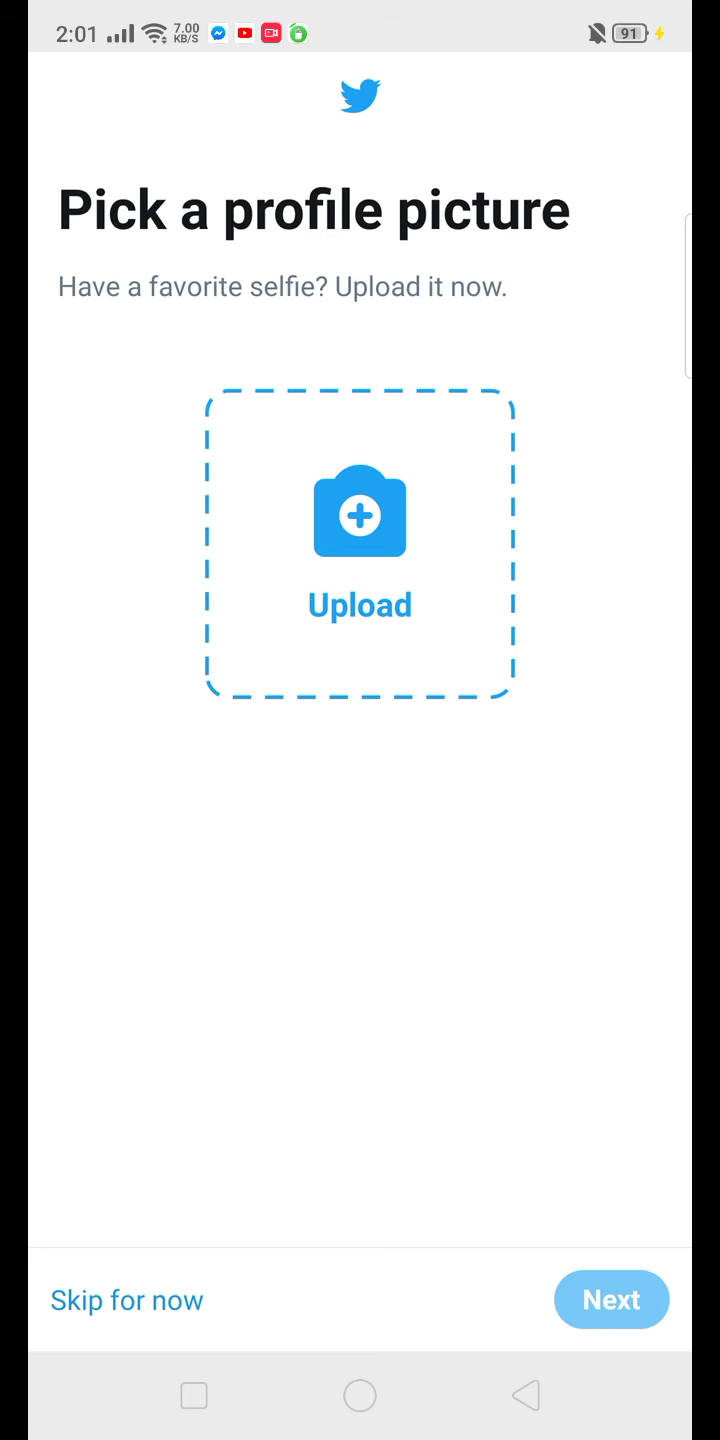 2:01 7.00 KB/S 91
Pick a profile picture
Have a favorite selfie? Upload it now.
Upload
Skip for now Next